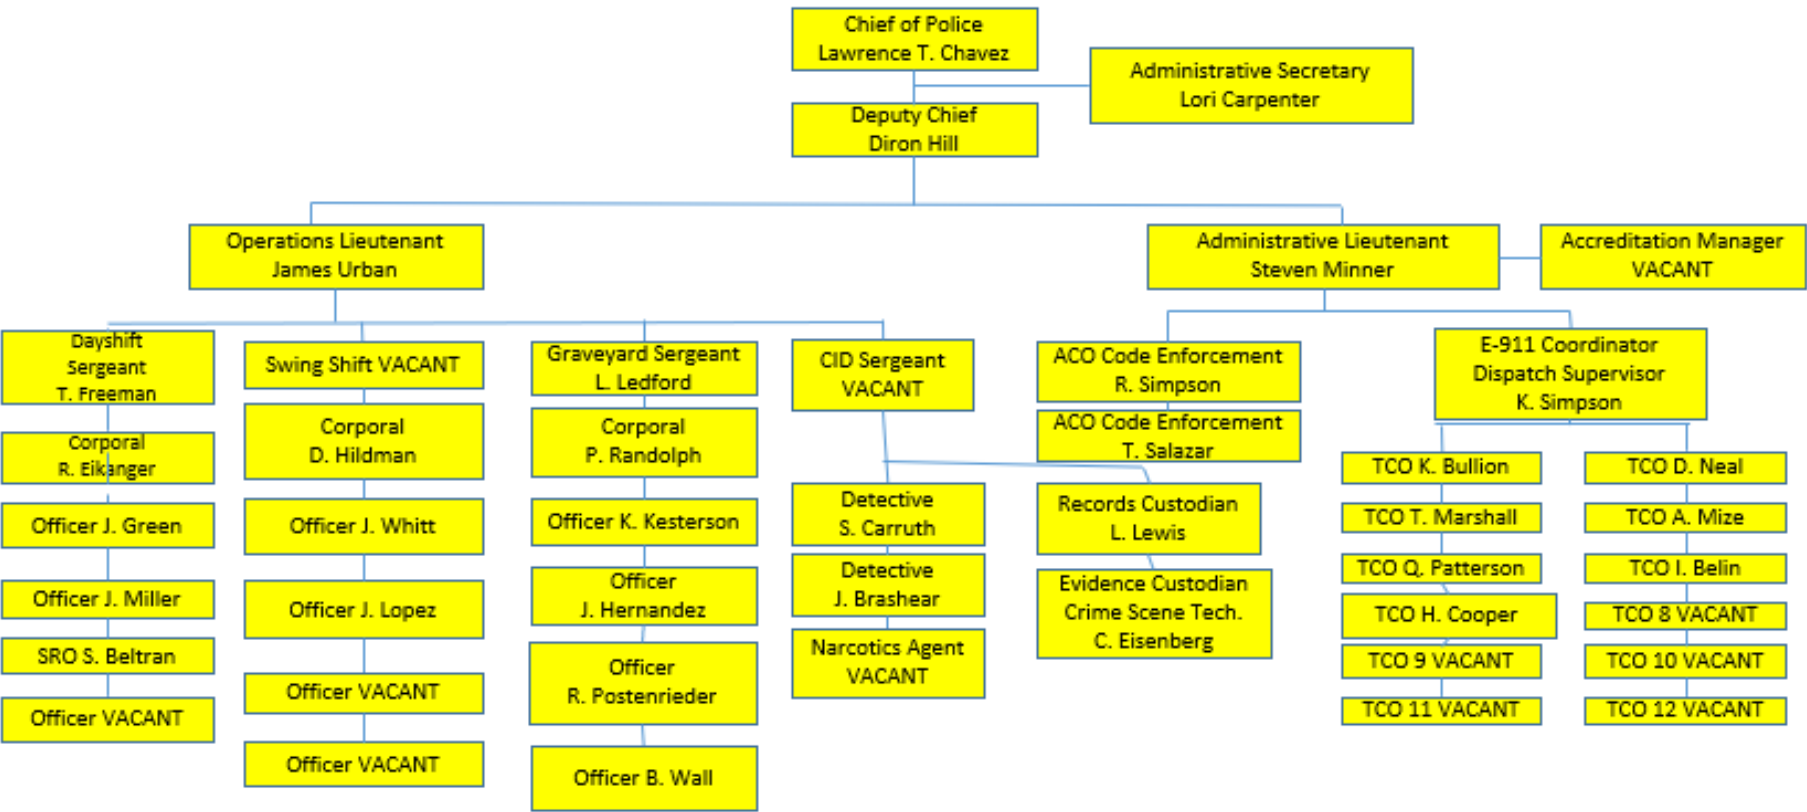 Chief of Police
Lawrence T. Chavez
Administrative Secretary
Lori Carpenter
Deputy Chief
Diron Hill
Operations Lieutenant
James Urban
Administrative Lieutenant
Steven Minner
Accreditation Manager
VACANT
Dayshift
Sergeant
T. Freeman
Corporal
R. Eikanger
Officer J. Green
Officer J. Miller
SRO S. Beltran
Officer VACANT
Swing Shift VACANT
Corporal
D. Hildman
Officer J. Whitt
Officer J. Lopez
Officer VACANT
Officer VACANT
Graveyard Sergeant
L. Ledford
Corporal
P. Randolph
Officer K. Kesterson
Officer
J. Hernandez
Officer
R. Postenrieder
Officer B. Wall
CID Sergeant
VACANT
Detective
S. Carruth
Detective
J. Brashear
Narcotics Agent
VACANT
Records Custodian
L. Lewis
Evidence Custodian
Crime Scene Tech.
C. Eisenberg
ACO Code Enforcement
R. Simpson
ACO Code Enforcement
T. Salazar
E-911 Coordinator
Dispatch Supervisor
K. Simpson
TCO K. Bullion
TCO T. Marshall
TCO Q. Patterson
TCO H. Cooper
TCO 9 VACANT
TCO 11 VACANT
TCO D. Neal
TCO A. Mize
TCO I. Belin
TCO 8 VACANT
TCO 10 VACANT
TCO 12 VACANT